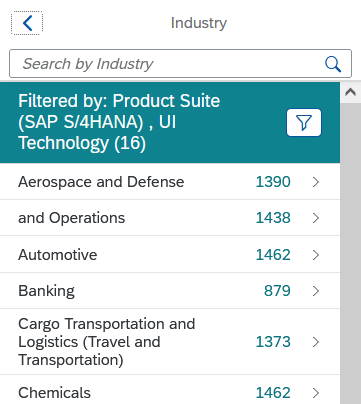 Industry
Search by Industry
Filtered by: Product Suite
(SAP S/4HANA) , UI
Technology (16)
Aerospace and Defense 1390
and Operations 1438
Automotive 1462
Banking 879
Cargo Transportation and
Logistics (Travel and 1373
Transportation)
Chemicals 1462